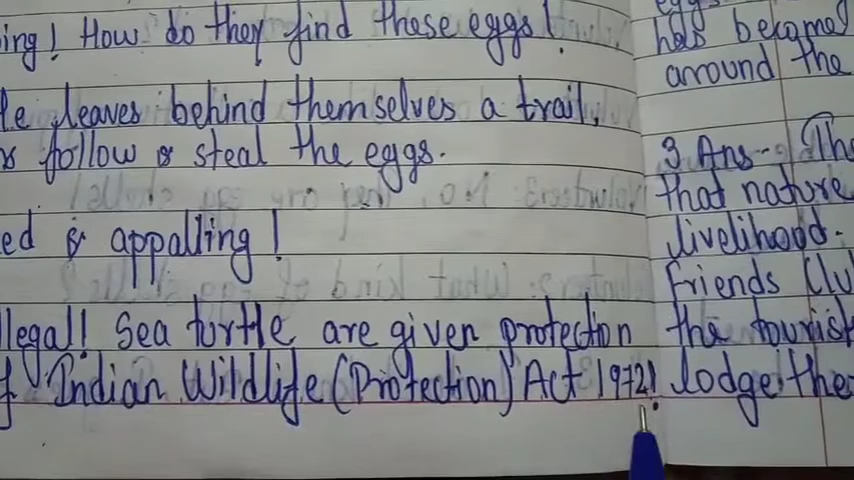 ing! How do they find these eggs!
le leaves behind themselves a trail,
follow & steal the eggs.
ed & appalling!
legal! Sea turtle are given protection
f Indian Wildlife (Protection) Act 1972!
eggs
has become
around the
3 Ans- The
that nature
livelihood.
Friends (lu
the tourist
lodge the